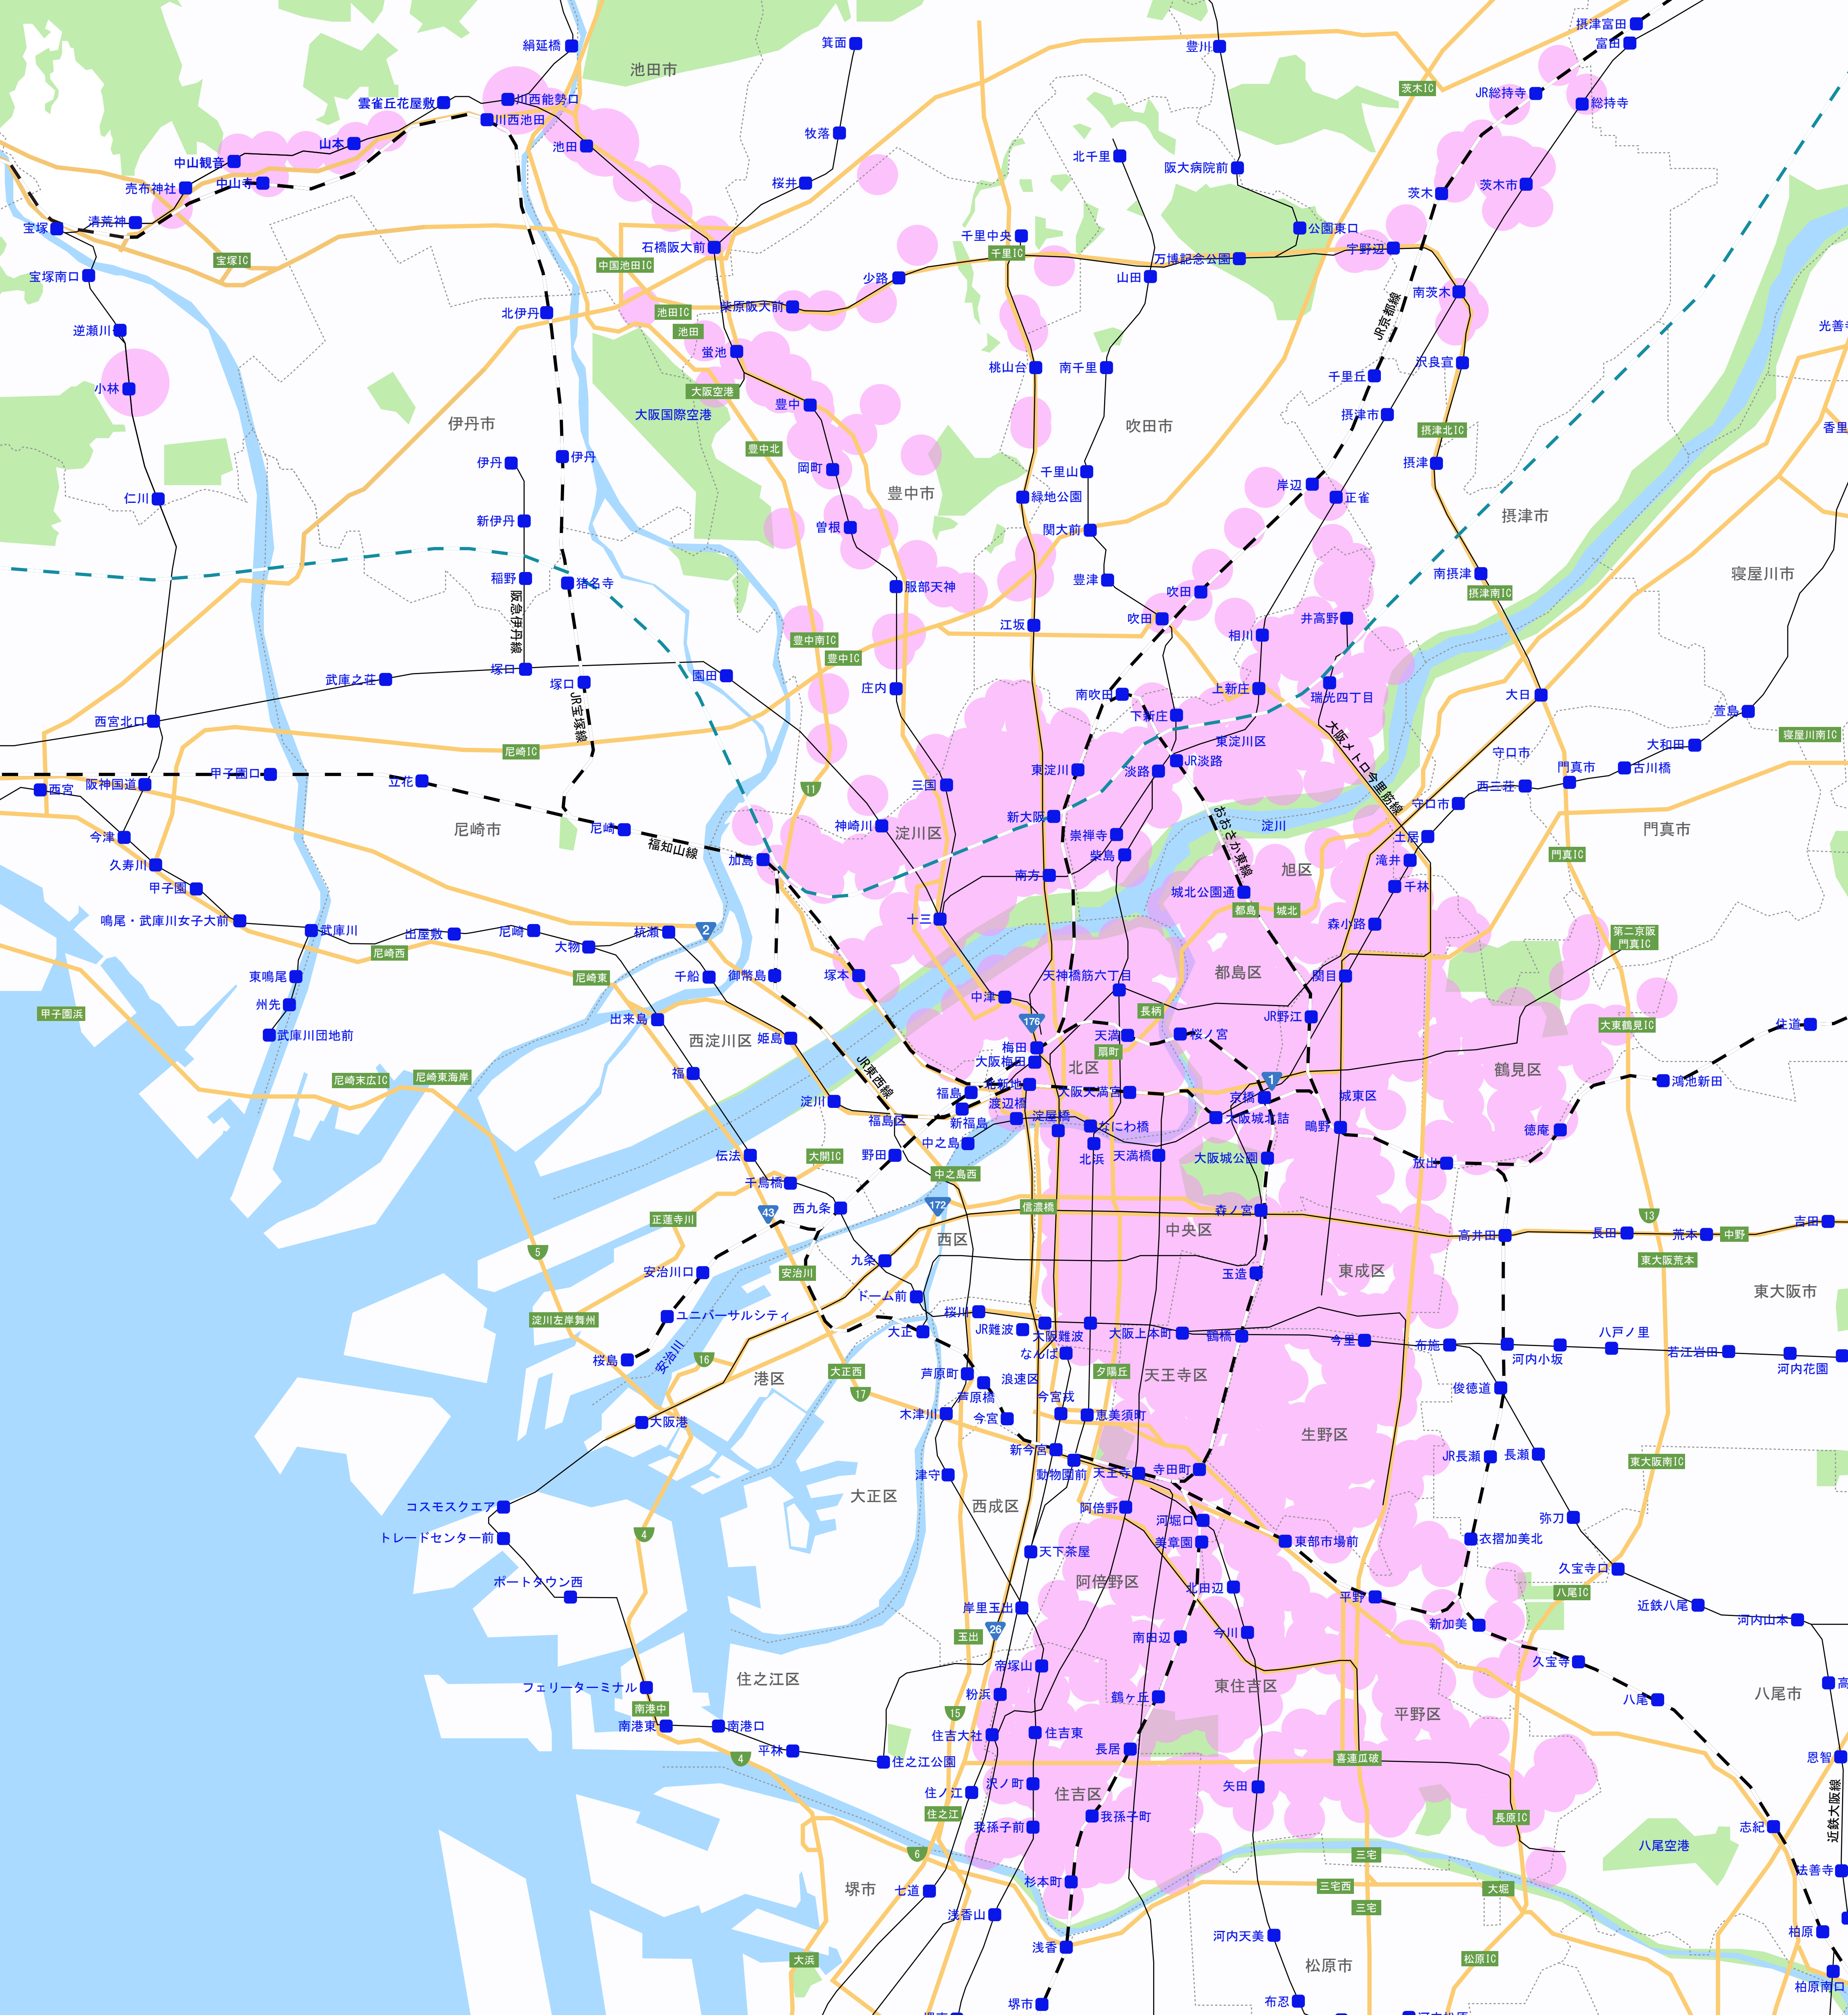 摂津富田
富田
絹延橋
箕面
豊川
池田市
茨木IC
JR総持寺
総持寺
雲雀丘花屋敷
川西能勢口
川西池田
牧落
山本
池田
北千里
阪大病院前
中山観音
中山寺
桜井
茨木
茨木市
売布神社
清荒神
宝塚
千里中央
公園東口
石橋阪大前
宇野辺
千里IC
宝塚IC
中国池田IC
万博記念公園
宝塚南口
少路
山田
南茨木
柴原阪大前
北伊丹
池田IC
池田
JR京都線
逆瀬川
蛍池
沢良宜
桃山台
南千里
千里丘
小林
大阪空港
豊中
大阪国際空港
摂津市
伊丹市
吹田市
摂津北IC
香里
豊中北
伊丹
伊丹
岡町
千里山
摂津
岸辺
豊中市
緑地公園
正雀
仁川
摂津市
新伊丹
曽根
関大前
寝屋川市
稲野
猪名寺
服部天神
豊津
南摂津
吹田
摂津南IC
阪急伊丹線
江坂
吹田
井高野
相川
豊中南IC
豊中IC
塚口
塚口
武庫之荘
園田
庄内
南吹田
上新庄
瑞光四丁目
大日
JR宝塚線
西宮北口
下新庄
萱島
東淀川区
大阪メトロ今里筋線
守口市
大和田
寝屋川南IC
尼崎IC
JR淡路
甲子園口
東淀川
淡路
門真市
古川橋
立花
西宮
阪神国道
11
三国
西三荘
守口市
新大阪
おおさか東線
尼崎市
尼崎
神崎川
淀川区
崇禅寺
淀川
門真市
今津
土居
福知山線
加島
柴島
滝井
門真IC
久寿川
旭区
南方
甲子園
城北公園通
千林
都島
城北
鳴尾・武庫川女子大前
武庫川
十三
森小路
出屋敷
尼崎
杭瀬
2
第二京阪
門真IC
大物
尼崎西
東鳴尾
尼崎東
千船
御幣島
塚本
天神橋筋六丁目
都島区
関目
中津
州先
甲子園浜
長柄
出来島
176
JR野江
大東鶴見IC
住道
武庫川団地前
西淀川区
姫島
梅田
天満
桜ノ宮
扇町
大阪梅田
北区
福
鶴見区
尼崎末広IC
尼崎東海岸
JR東西線
北新地
1
鴻池新田
福島
大阪天満宮
京橋
城東区
淀川
渡辺橋
福島区
新福島
淀屋橋
なにわ橋
大阪城北詰
鴫野
徳庵
中之島
伝法
大開IC
野田
北浜
天満橋
大阪城公園
放出
中之島西
千鳥橋
西九条
172
信濃橋
森ノ宮
43
正蓮寺川
13
吉田
西区
中央区
高井田
長田
荒本
中野
5
九条
東大阪荒本
安治川口
安治川
玉造
東成区
ドーム前
東大阪市
淀川左岸舞州
ユニバーサルシティ
桜川
大正
JR難波
大阪難波
大阪上本町
鶴橋
今里
布施
八戸ノ里
安治川
桜島
16
なんば
河内小坂
若江岩田
河内花園
大正西
港区
芦原町
浪速区
夕陽丘
天王寺区
17
芦原橋
俊徳道
木津川
今宮戎
今宮
恵美須町
大阪港
生野区
新今宮
JR長瀬
長瀬
津守
動物園前
天王寺
寺田町
東大阪南IC
コスモスクエア
大正区
西成区
阿倍野
トレードセンター前
4
河堀口
弥刀
美章園
東部市場前
衣摺加美北
天下茶屋
ポートタウン西
阿倍野区
久宝寺口
北田辺
平野
八尾IC
岸里玉出
近鉄八尾
河内山本
玉出
26
新加美
南田辺
今川
帝塚山
久宝寺
住之江区
フェリーターミナル
粉浜
鶴ヶ丘
東住吉区
八尾
八尾市
南港中
15
平野区
南港東
南港口
住吉大社
住吉東
平林
4
長居
住之江公園
喜連瓜破
恩智
住ノ江
沢ノ町
住吉区
矢田
住之江
長原IC
我孫子前
我孫子町
志紀
近鉄大阪線
6
三宅
八尾空港
法善寺
堺市
七道
杉本町
三宅西
大堀
三宅
浅香山
河内天美
柏原
浅香
大浜
松原IC
松原市
柏原南口
堺市
布忍